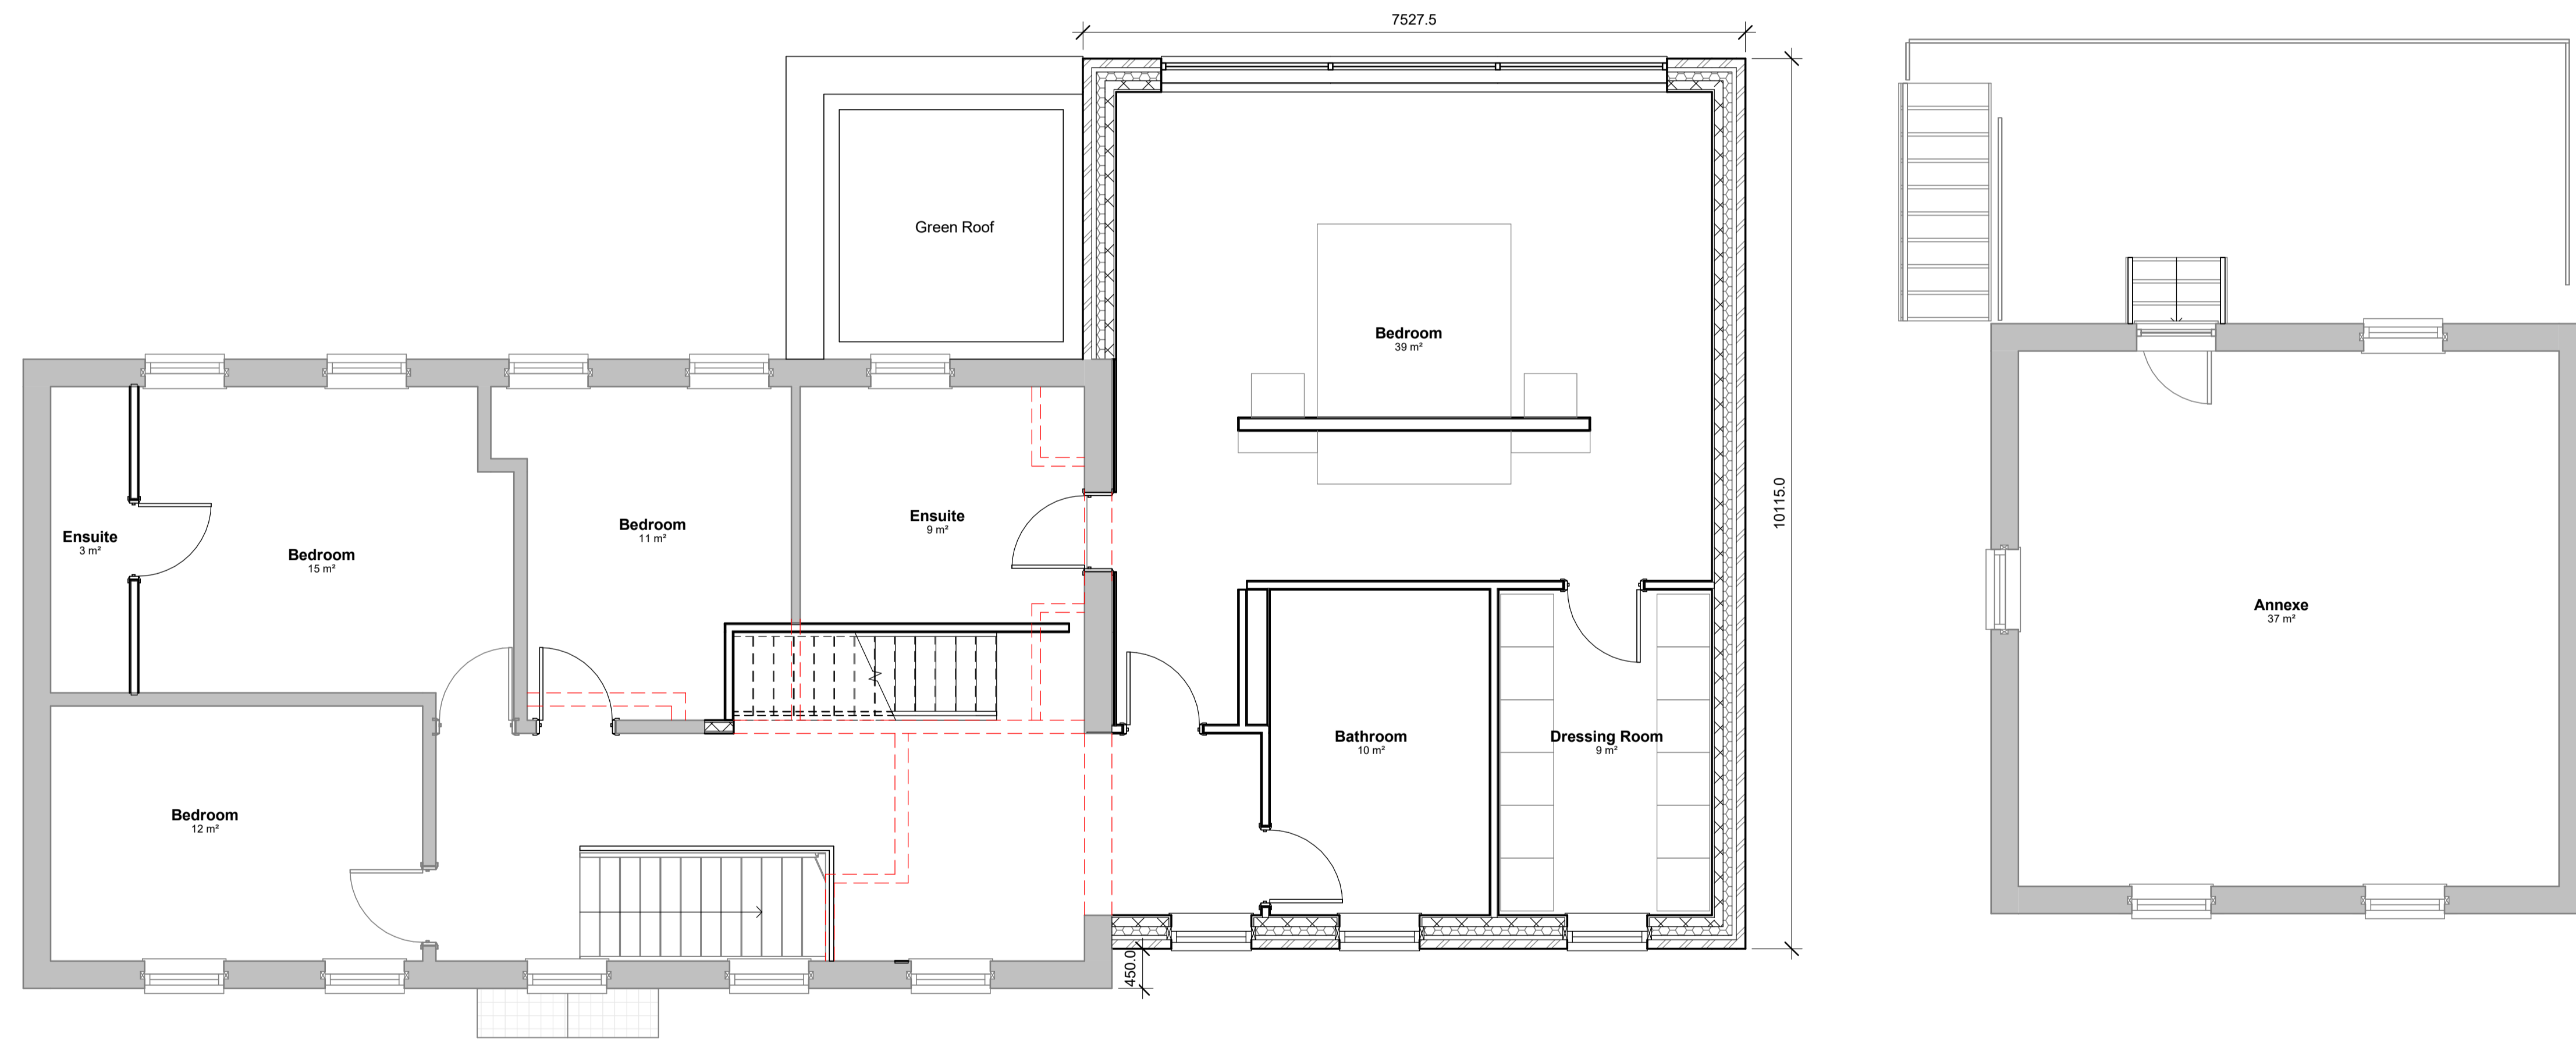 7527.5
Green Roof
Bedroom
39 m²
10115.0
Ensuite
3 m²
Bedroom
15 m²
Bedroom
11 m²
Ensuite
9 m²
Annexe
37 m²
Bedroom
12 m²
Bathroom
10 m²
Dressing Room
9 m²
450.0